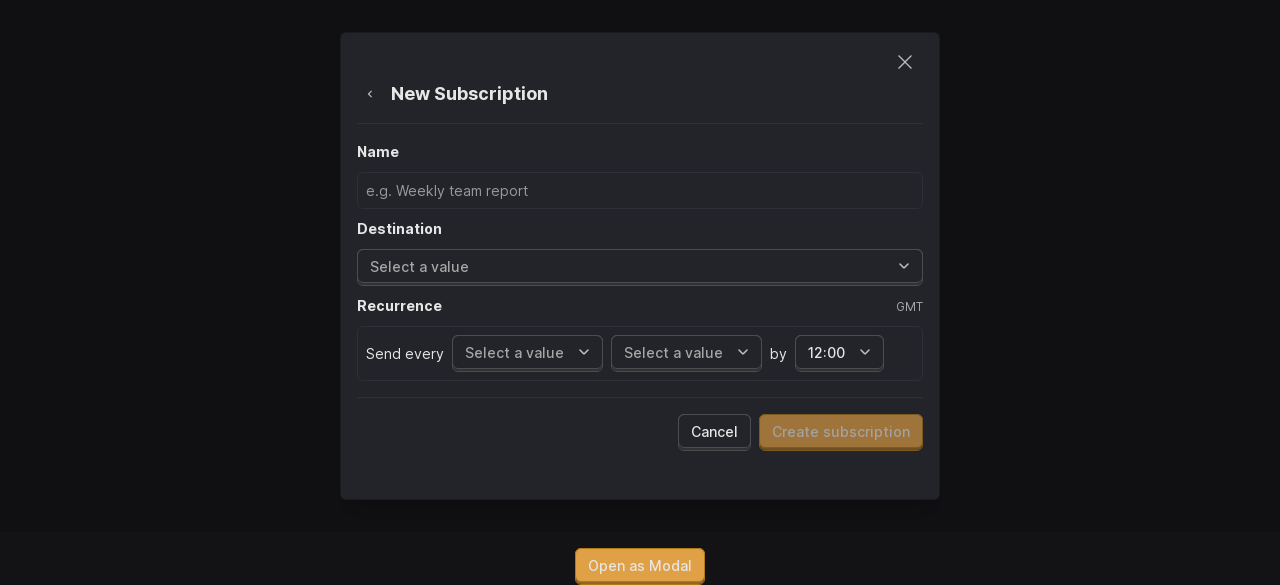 New Subscription
Name
e.g. Weekly team report
Destination
Select a value
Recurrence GMT
Send every Select a value Select a value by 12:00
Cancel Create subscription
Open as Modal